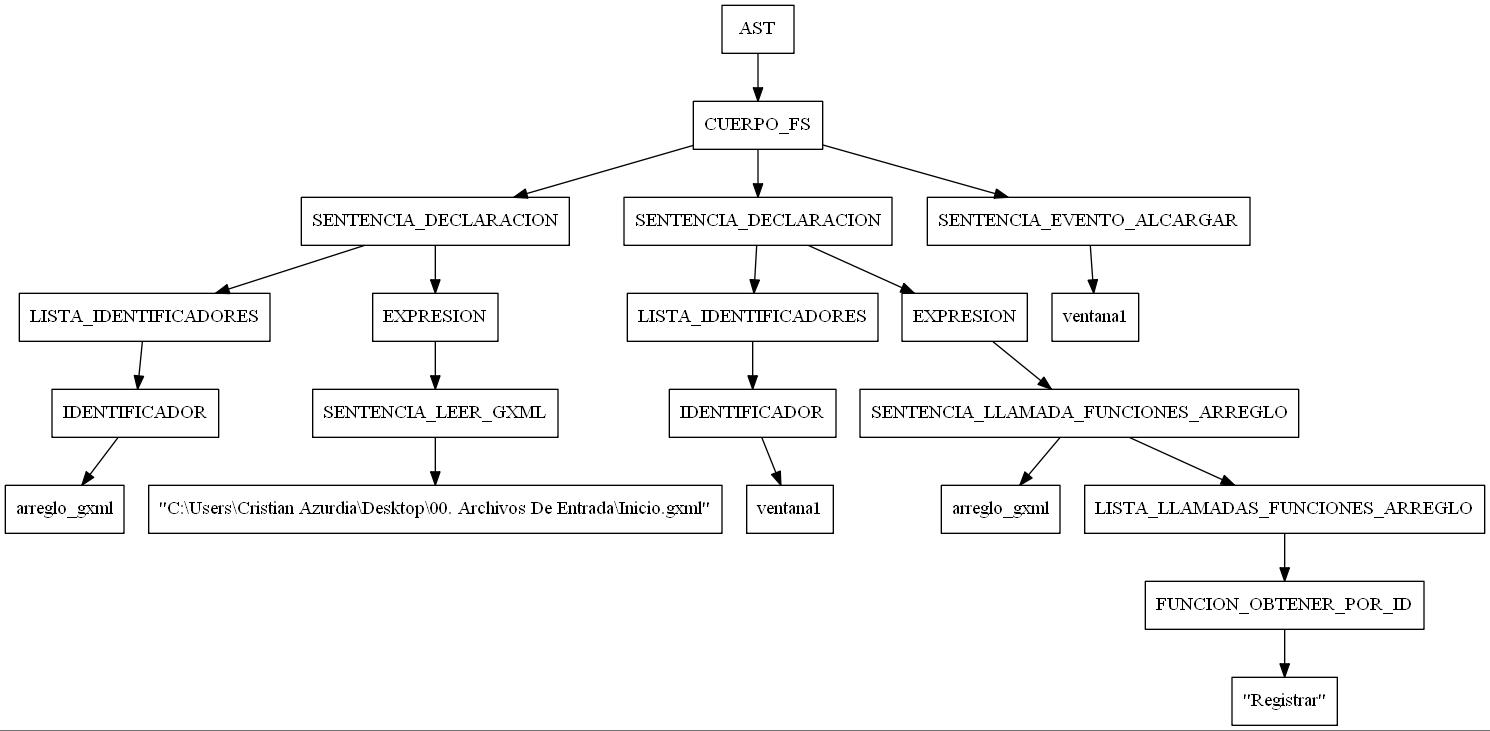 AST
CUERPO_FS
SENTENCIA_DECLARACION
SENTENCIA_DECLARACION
SENTENCIA_EVENTO_ALCARGAR
LISTA_IDENTIFICADORES
EXPRESION
LISTA_IDENTIFICADORES
EXPRESION
ventana1
IDENTIFICADOR
SENTENCIA_LEER_GXML
IDENTIFICADOR
SENTENCIA_LLAMADA_FUNCIONES_ARREGLO
arreglo_gxml
"C:\Users\Cristian Azurdia\Desktop\00. Archivos De Entrada\Inicio.gxml"
ventana1
arreglo_gxml
LISTA_LLAMADAS_FUNCIONES_ARREGLO
FUNCION_OBTENER_POR_ID
"Registrar"